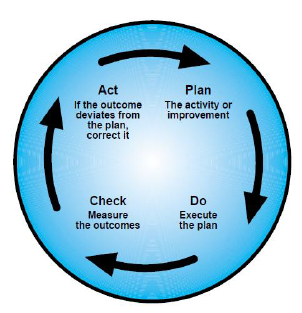 Act
If the outcome
deviates from
the plan,
correct it
Plan
The activity or
improvement
Check
Measure
the outcomes
Do
Execute
the plan